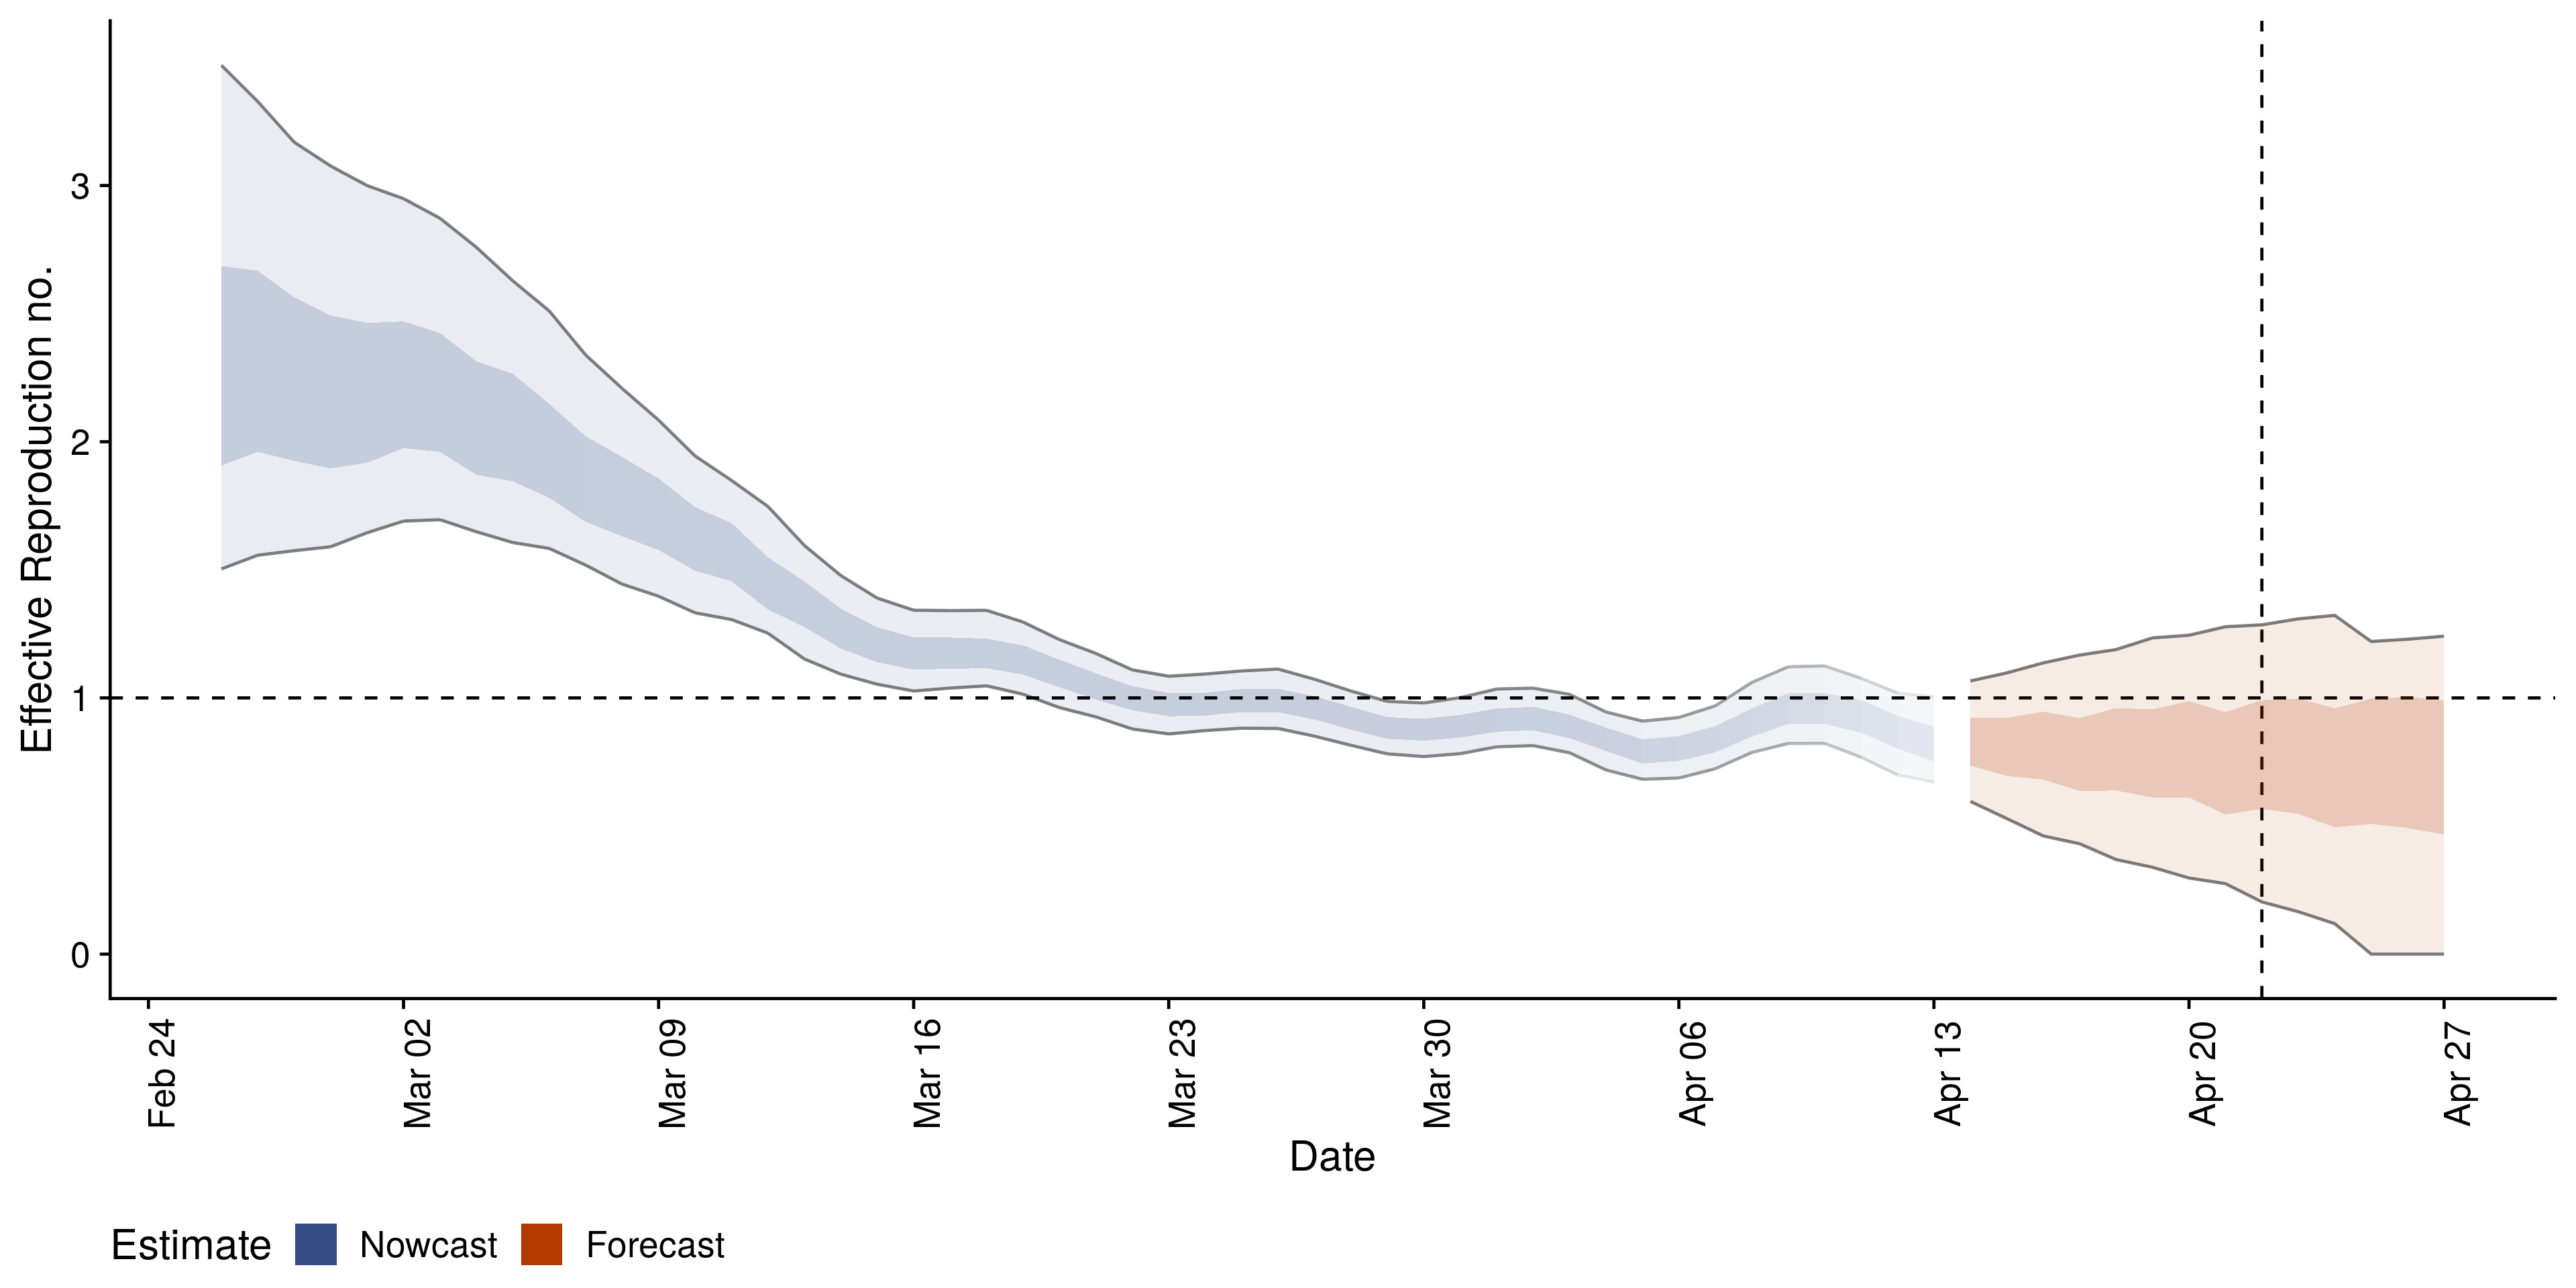 Effective Reproduction no.
3
2
1
0
Feb 24
Mar 02
Mar 09
Mar 16
Mar 23
Mar 30
Apr 06
Apr 13
Apr 20
Apr 27
Date
Estimate Nowcast Forecast